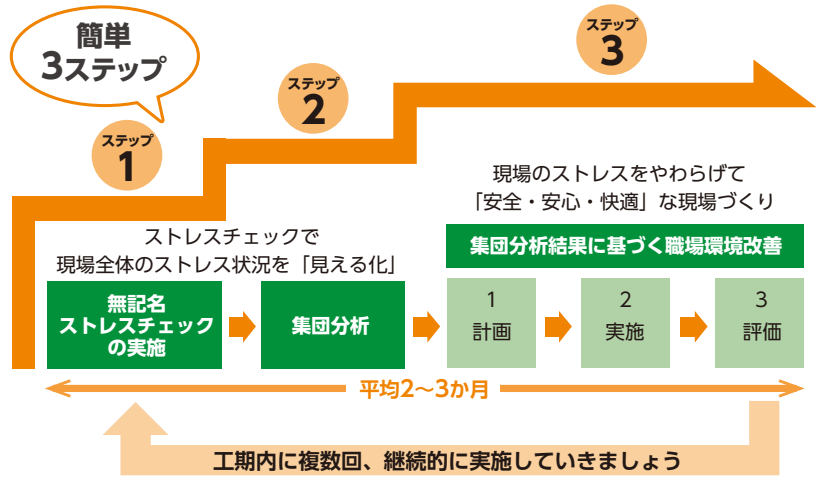 簡単
3ステップ
ステップ
1
ステップ
2
ステップ
3
ストレスチェックで
現場全体のストレス状況を「見える化」
現場のストレスをやわらげて
「安全・安心・快適」な現場づくり
無記名
ストレスチェック
の実施
集団分析
集団分析結果に基づく職場環境改善
1
計画
2
実施
3
評価
平均2〜3か月
工期内に複数回、継続的に実施していきましょう